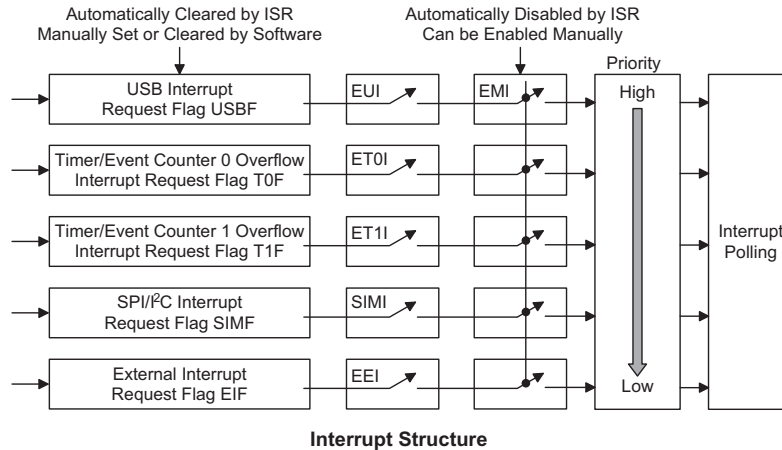 Automatically Cleared by ISR
Manually Set or Cleared by Software
Automatically Disabled by ISR
Can be Enabled Manually
Priority
USB Interrupt
Request Flag USBF
EUI
EMI
High
Timer/Event Counter 0 Overflow
Interrupt Request Flag T0F
ET0I
Timer/Event Counter 1 Overflow
Interrupt Request Flag T1F
ET1I
Interrupt
Polling
SPI/I²C Interrupt
Request Flag SIMF
SIMI
External Interrupt
Request Flag EIF
EEI
Low
Interrupt Structure